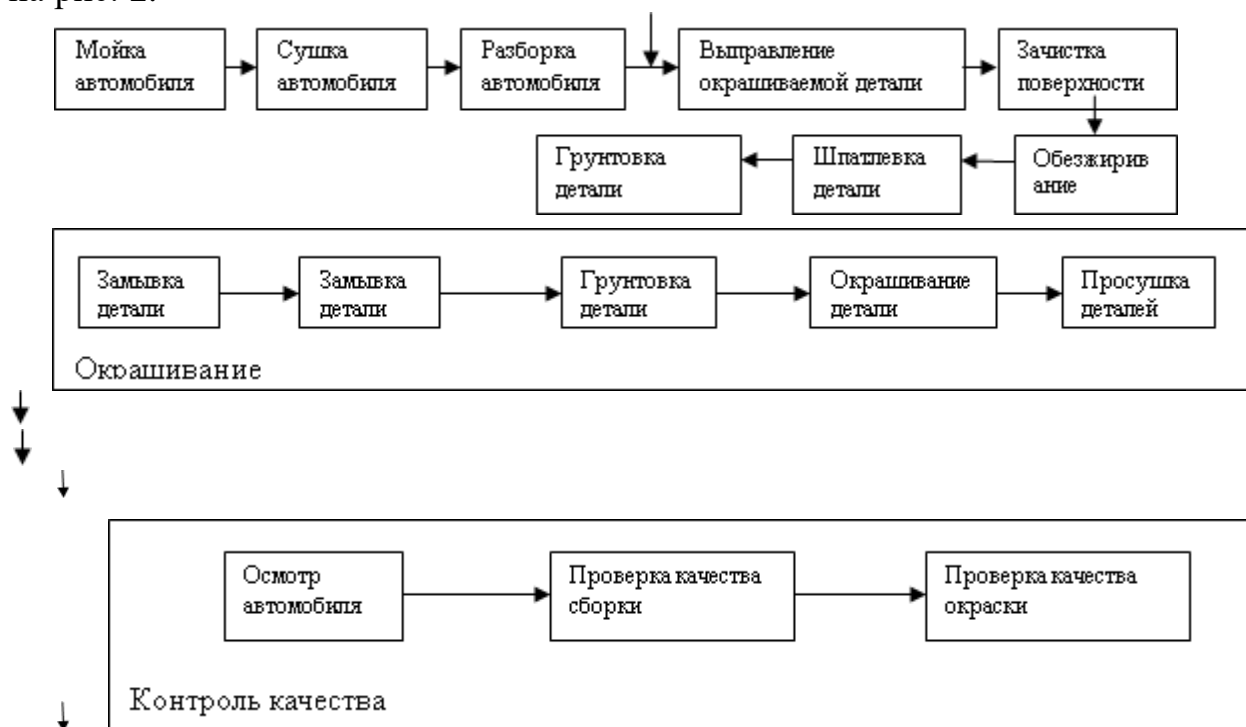 на рис. 2.
Мойка
автомобиля
Сушка
автомобиля
Разборка
автомобиля
Выправление
окрашиваемой детали
Зачистка
поверхности
Грунтовка
детали
Шпатлевка
детали
Обезжирив
ание
Замывка
детали
Замывка
детали
Грунтовка
детали
Окрашивание
детали
Просушка
деталей
Окрашивание
Осмотр
автомобиля
Проверка качества
сборки
Проверка качества
окраски
Контроль качества